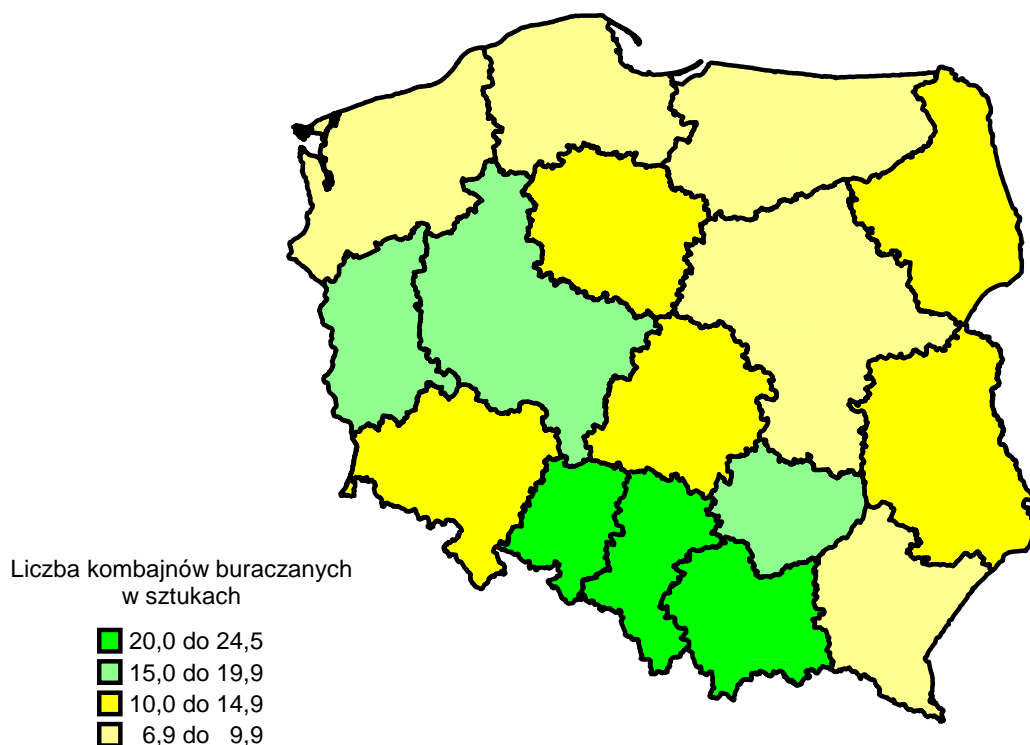 Liczba kombajnów buraczanych
w sztukach
20,0 do 24,5
15,0 do 19,9
10,0 do 14,9
6,9 do 9,9